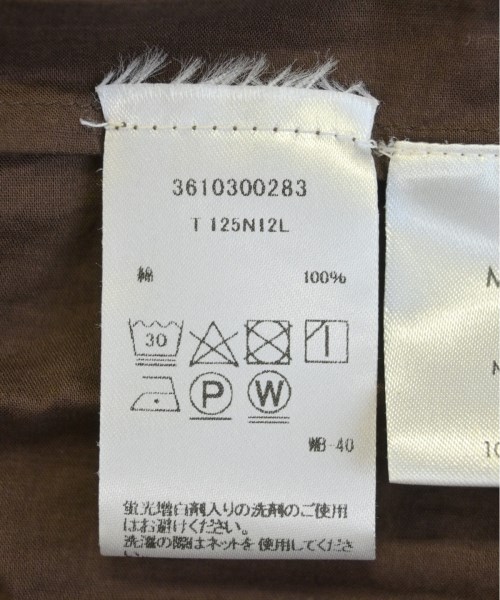 3610300283
T 125N12L
綿 100%
30
P W
WB-40
蛍光増白剤入りの洗剤のご使用
はお避けください。
洗濯の際はネットを使用してくださ
M
10